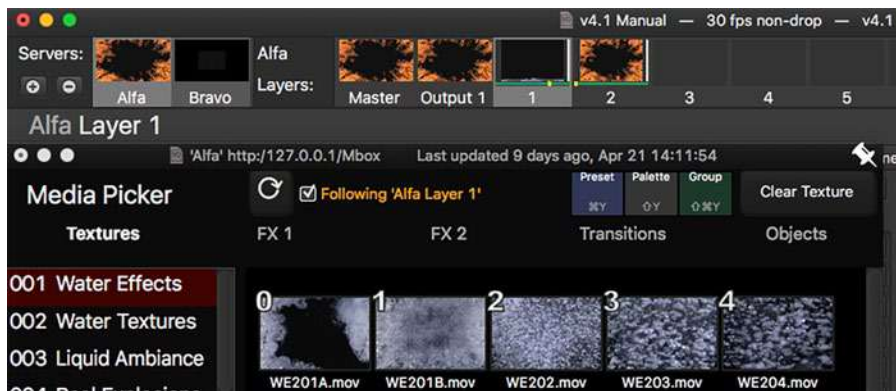 v4.1 Manual — 30 fps non-drop — v4.1
Servers:
Alfa
Bravo
Alfa
Layers:
Master
Output 1
1
2
3
4
5
Alfa Layer 1
'Alfa' http:/127.0.0.1/Mbox
Last updated 9 days ago, Apr 21 14:11:54
Media Picker
Following 'Alfa Layer 1'
Preset
⌘Y
Palette
⇧Y
Group
⇧⌘Y
Clear Texture
Textures
FX 1
FX 2
Transitions
Objects
001 Water Effects
002 Water Textures
003 Liquid Ambiance
0
1
2
3
4
WE201A.mov
WE201B.mov
WE202.mov
WE203.mov
WE204.mov